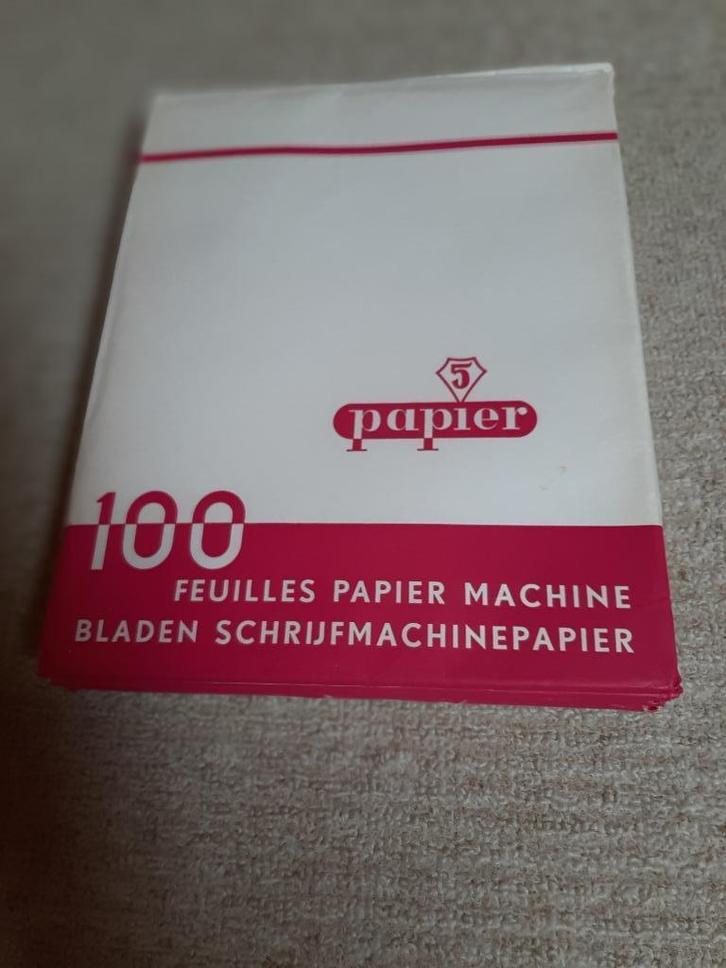 5
papier
100
FEUILLES PAPIER MACHINE
BLADEN SCHRIJFMACHINEPAPIER